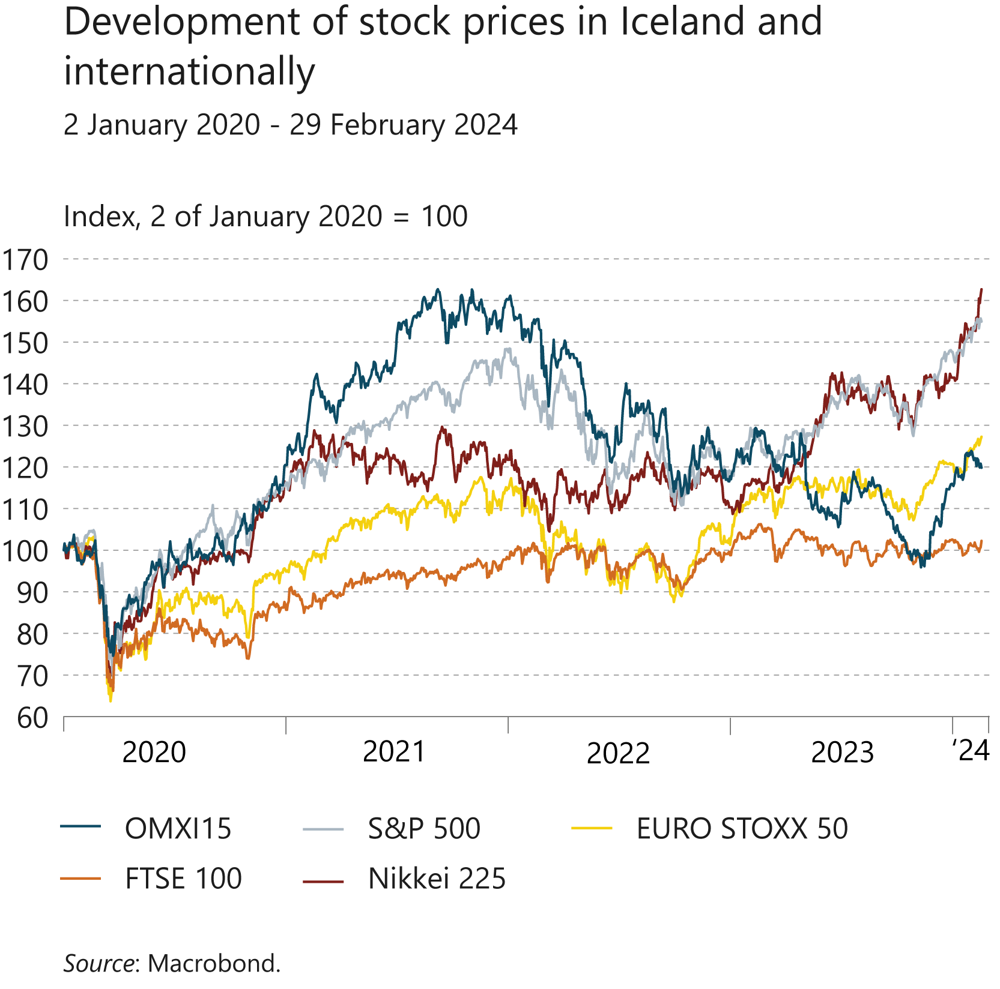 Development of stock prices in Iceland and
internationally
2 January 2020 - 29 February 2024
Index, 2 of January 2020 = 100
170
160
150
140
130
120
110
100
90
80
70
60
2020 2021 2022 2023 ‘24
OMXI15 S&P 500 EURO STOXX 50
FTSE 100 Nikkei 225
Source: Macrobond.